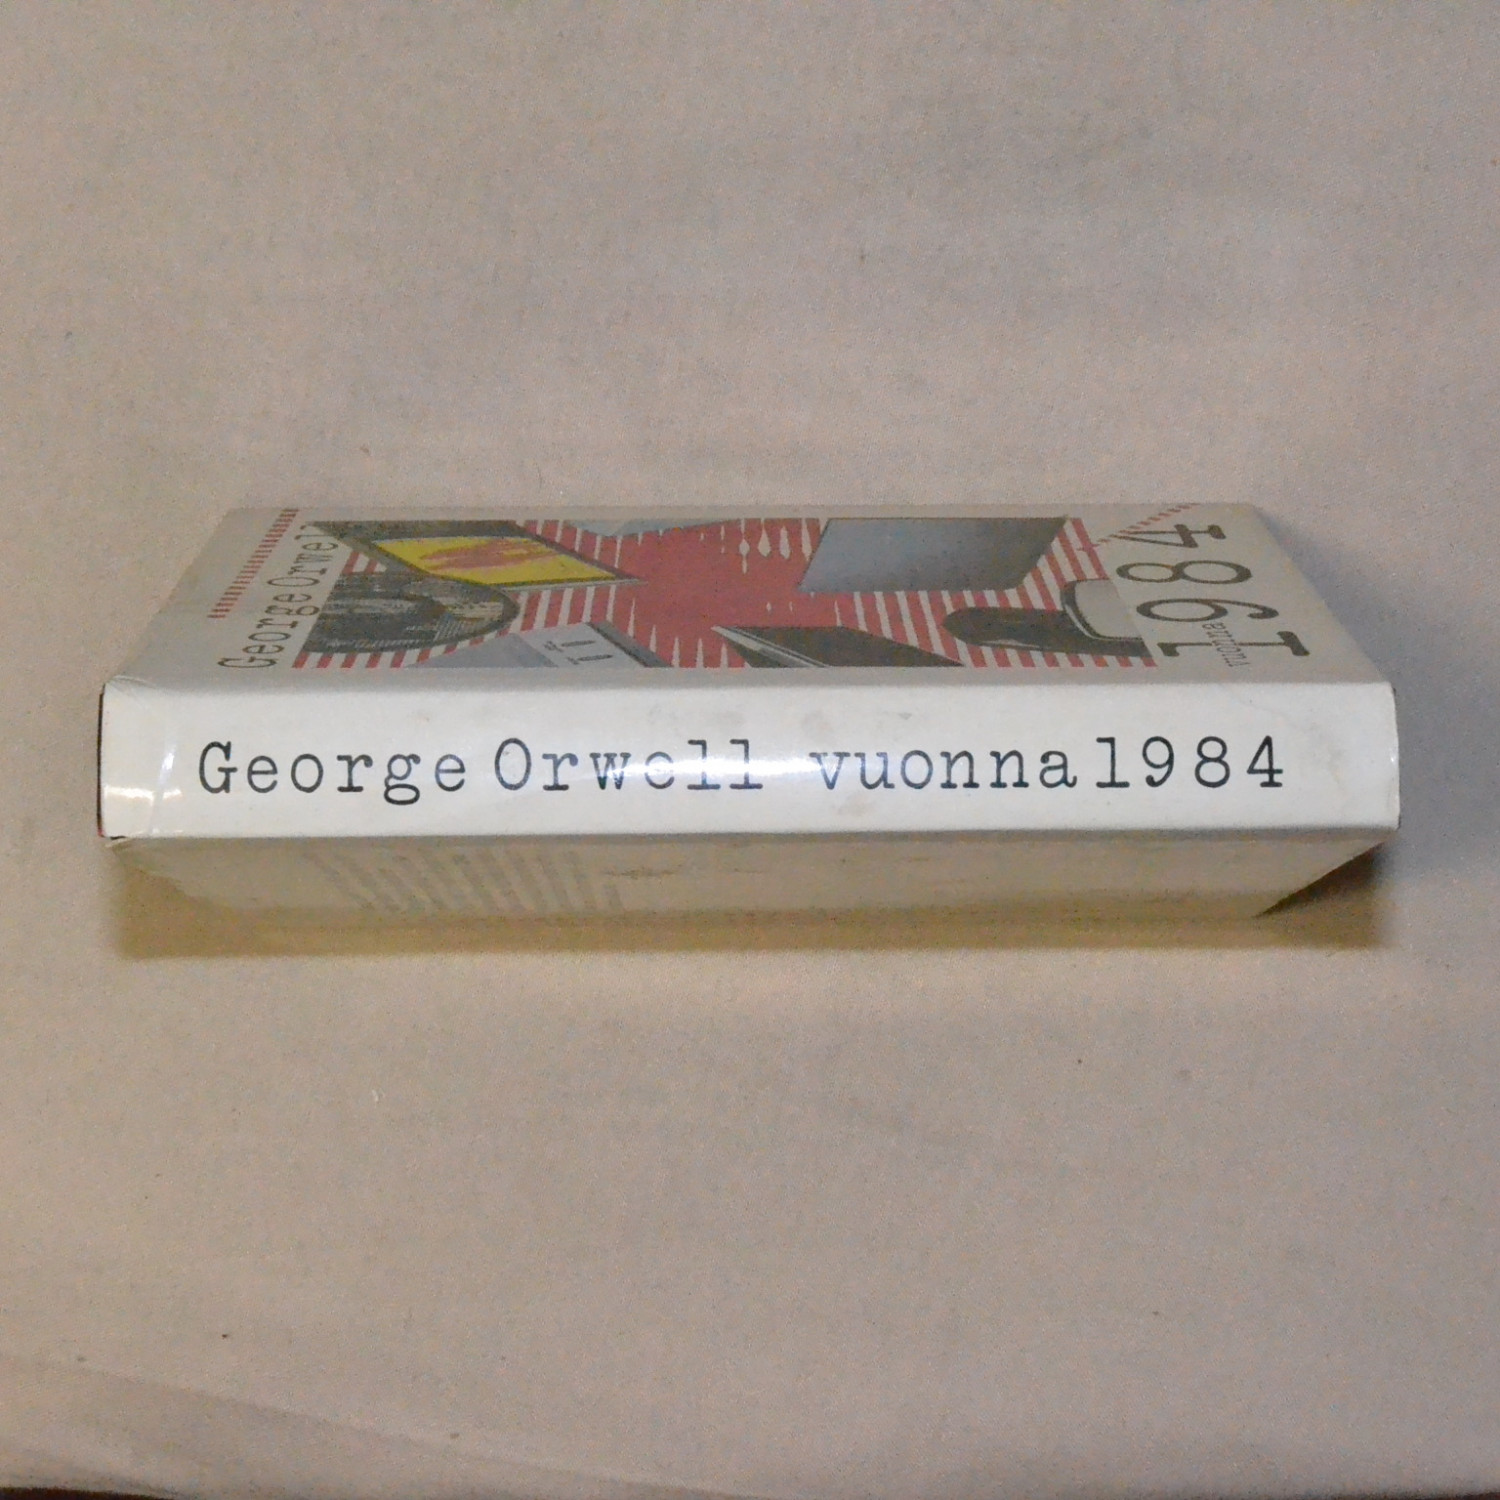 George Orwell
vuonna
1984
George Orwell vuonna 1984